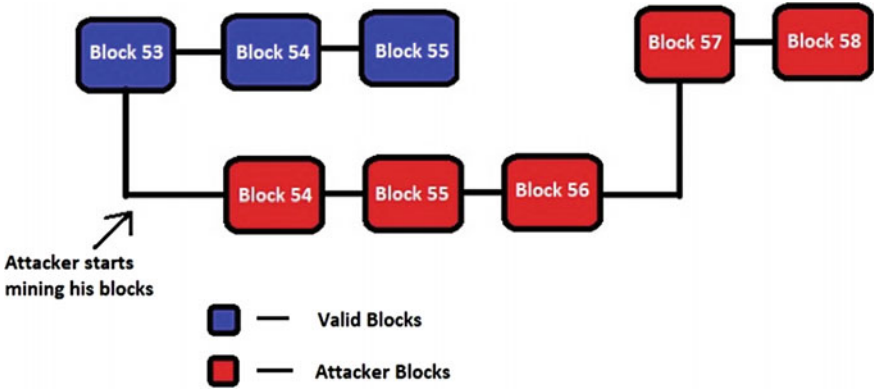 Block 53
Block 54
Block 55
Block 57
Block 58
Block 54
Block 55
Block 56
Attacker starts
mining his blocks
Valid Blocks
Attacker Blocks